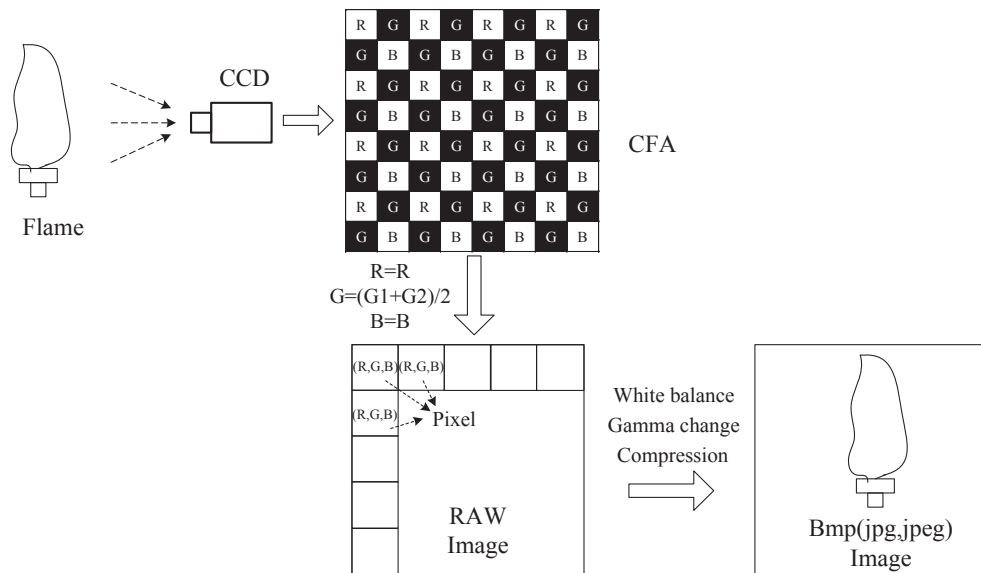 R G R G R G R G
G B G B G B G B
R G R G R G R G
G B G B G B G B
R G R G R G R G
G B G B G B G B
R G R G R G R G
G B G B G B G B
CCD
CFA
Flame
R=R
G=(G1+G2)/2
B=B
(R,G,B) (R,G,B)
(R,G,B)
Pixel
RAW
Image
White balance
Gamma change
Compression
Bmp(jpg,jpeg)
Image